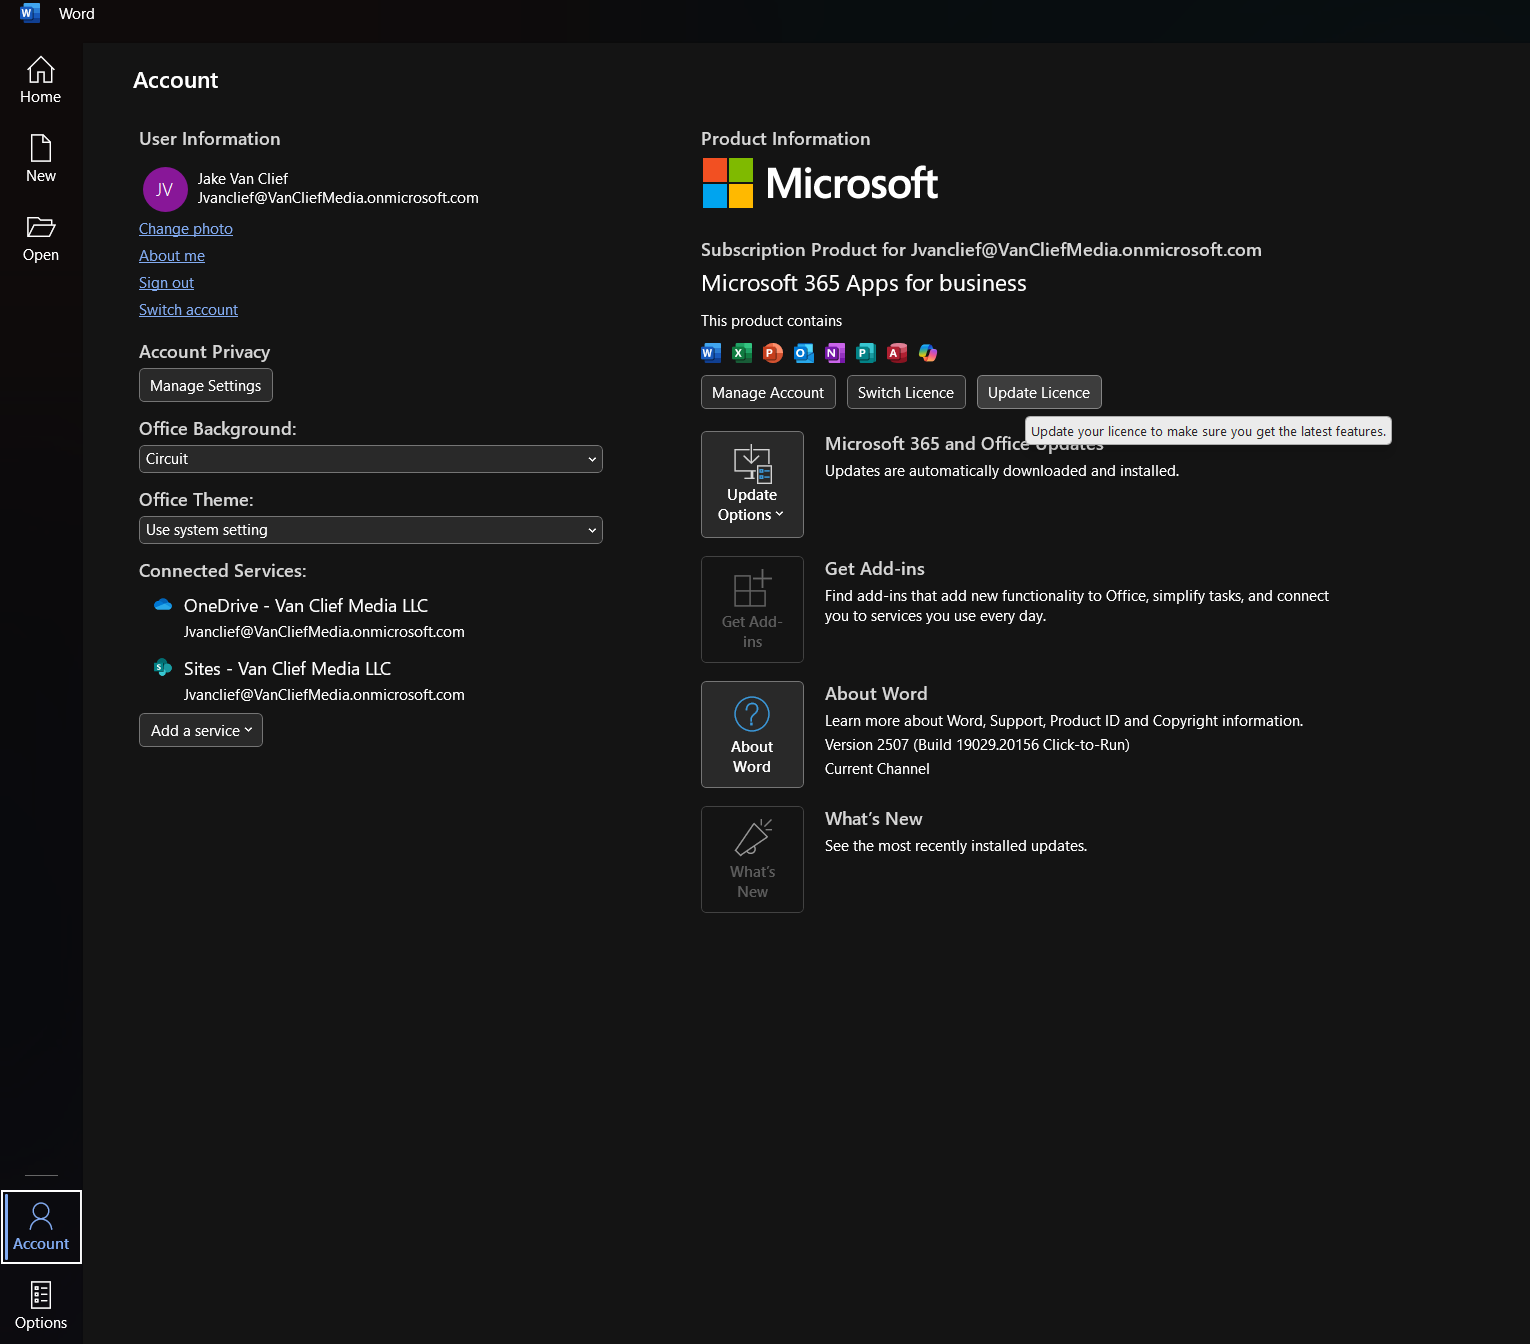 Word
Home
New
Open
Account
User Information
JV
Jake Van Clief
Jvanclief@VanCliefMedia.onmicrosoft.com
Change photo
About me
Sign out
Switch account
Account Privacy
Manage Settings
Office Background:
Circuit
Office Theme:
Use system setting
Connected Services:
OneDrive - Van Clief Media LLC
Jvanclief@VanCliefMedia.onmicrosoft.com
Sites - Van Clief Media LLC
Jvanclief@VanCliefMedia.onmicrosoft.com
Add a service
Product Information
Microsoft
Subscription Product for Jvanclief@VanCliefMedia.onmicrosoft.com
Microsoft 365 Apps for business
This product contains
W X P O N P A
Manage Account Switch Licence Update Licence
Update your licence to make sure you get the latest features.
Update
Options
Microsoft 365 and Office Updates
Updates are automatically downloaded and installed.
Get Add-
ins
Get Add-ins
Find add-ins that add new functionality to Office, simplify tasks, and connect
you to services you use every day.
About
Word
About Word
Learn more about Word, Support, Product ID and Copyright information.
Version 2507 (Build 19029.20156 Click-to-Run)
Current Channel
What's
New
What's New
See the most recently installed updates.
Account
Options